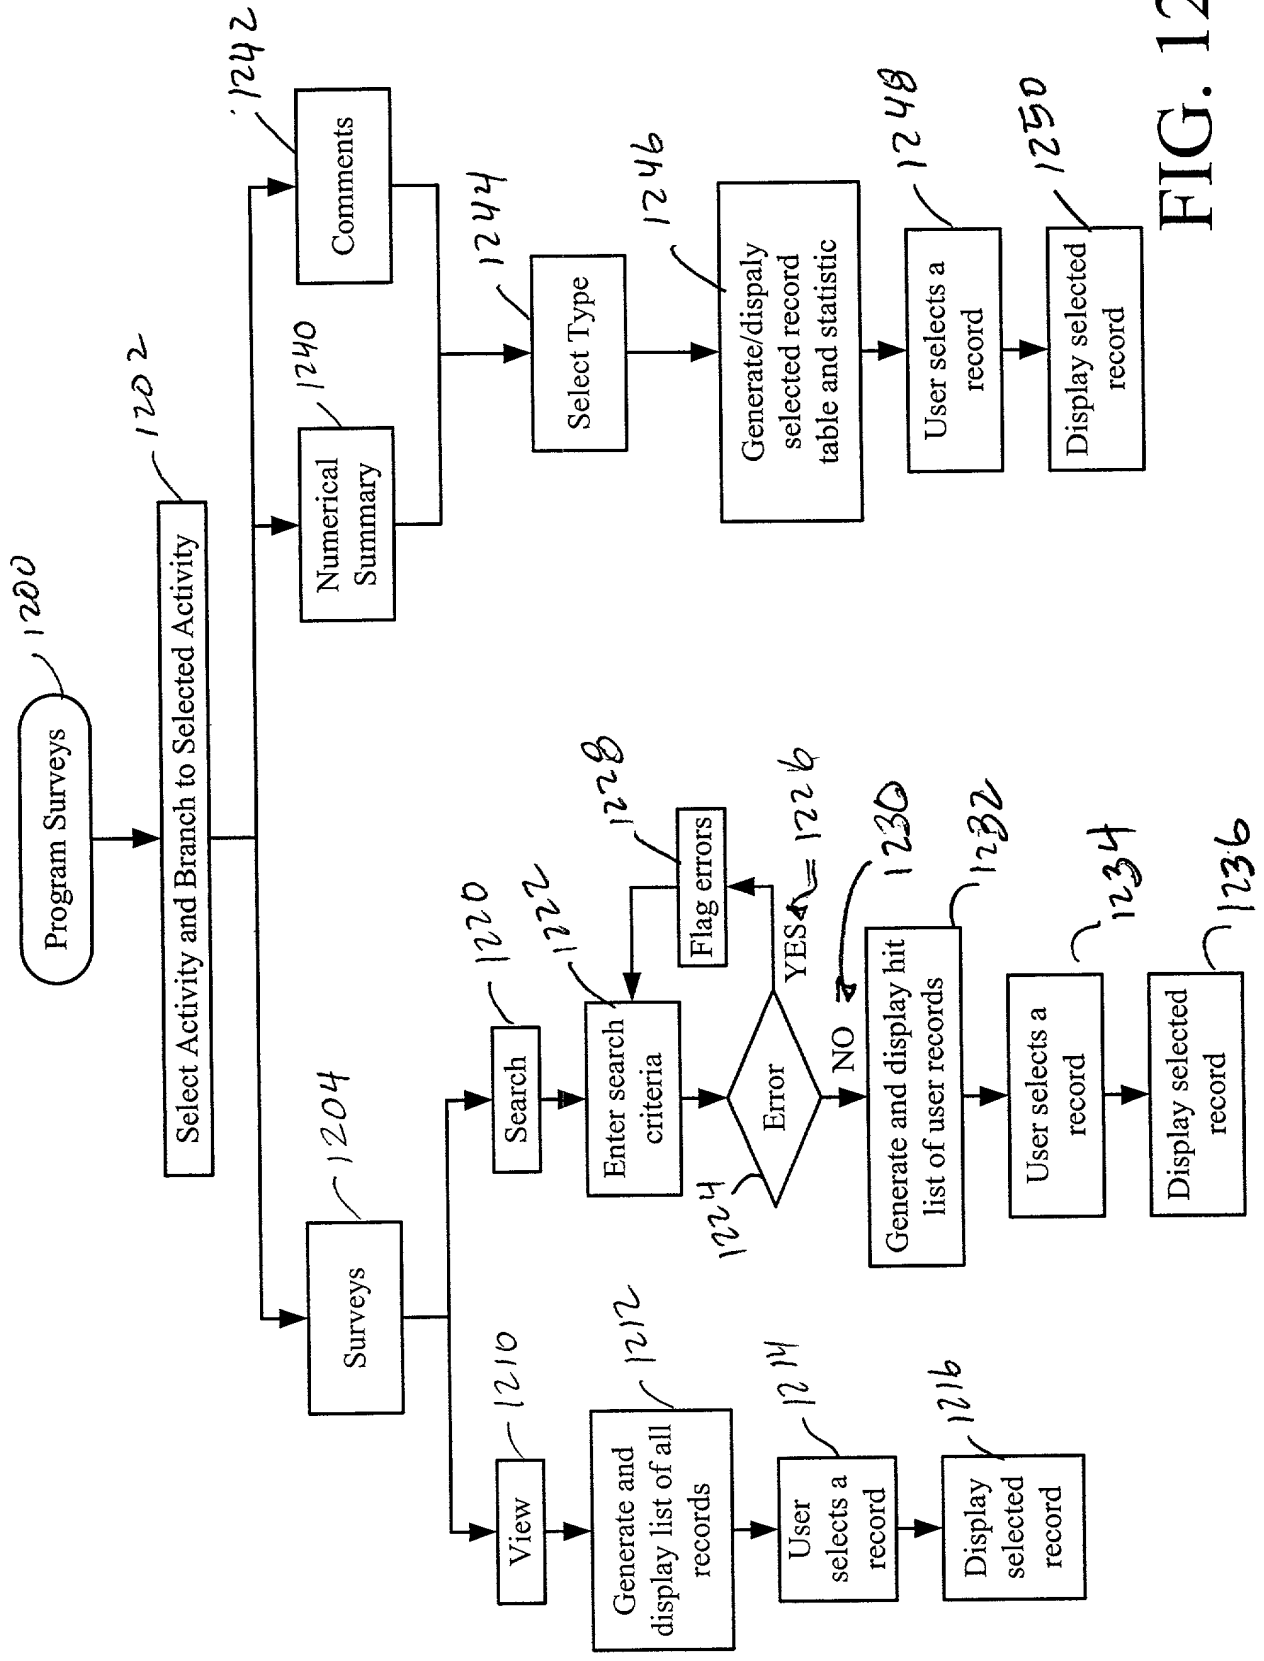 Program Surveys
1200
Select Activity and Branch to Selected Activity
1202
Surveys
1204
Numerical
Summary
1240
Comments
1242
View
1210
Search
1220
Select Type
1244
Generate and
display list of all
records
1212
Enter search
criteria
1222
Flag errors
1228
Error
1224
YES
1226
NO
1230
Generate/dispaly
selected record
table and statistic
1246
User
selects a
record
1214
Generate and display hit
list of user records
1232
User selects a
record
1248
Display
selected
record
1216
User selects a
record
1234
Display selected
record
1250
Display selected
record
1236
FIG. 12